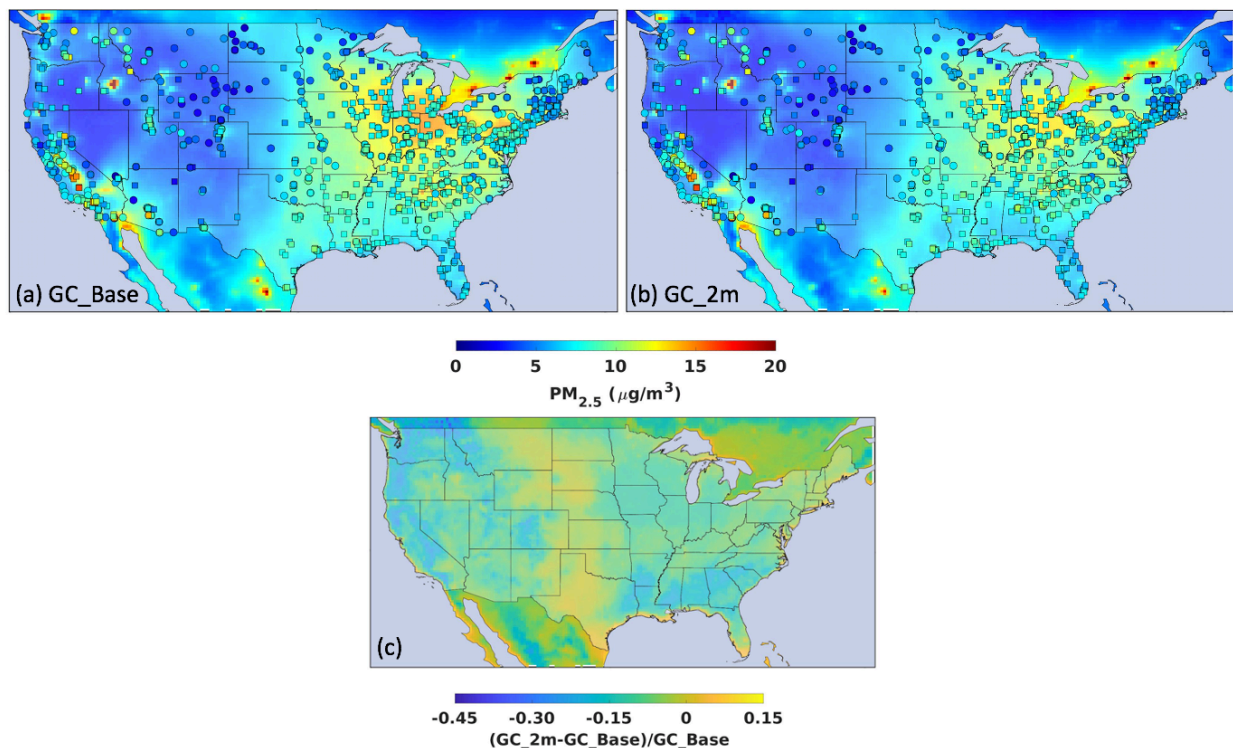 (a) GC_Base
(b) GC_2m
0 5 10 15 20
PM2.5 (μg/m3)
(c)
-0.45 -0.30 -0.15 0 0.15
(GC_2m-GC_Base)/GC_Base